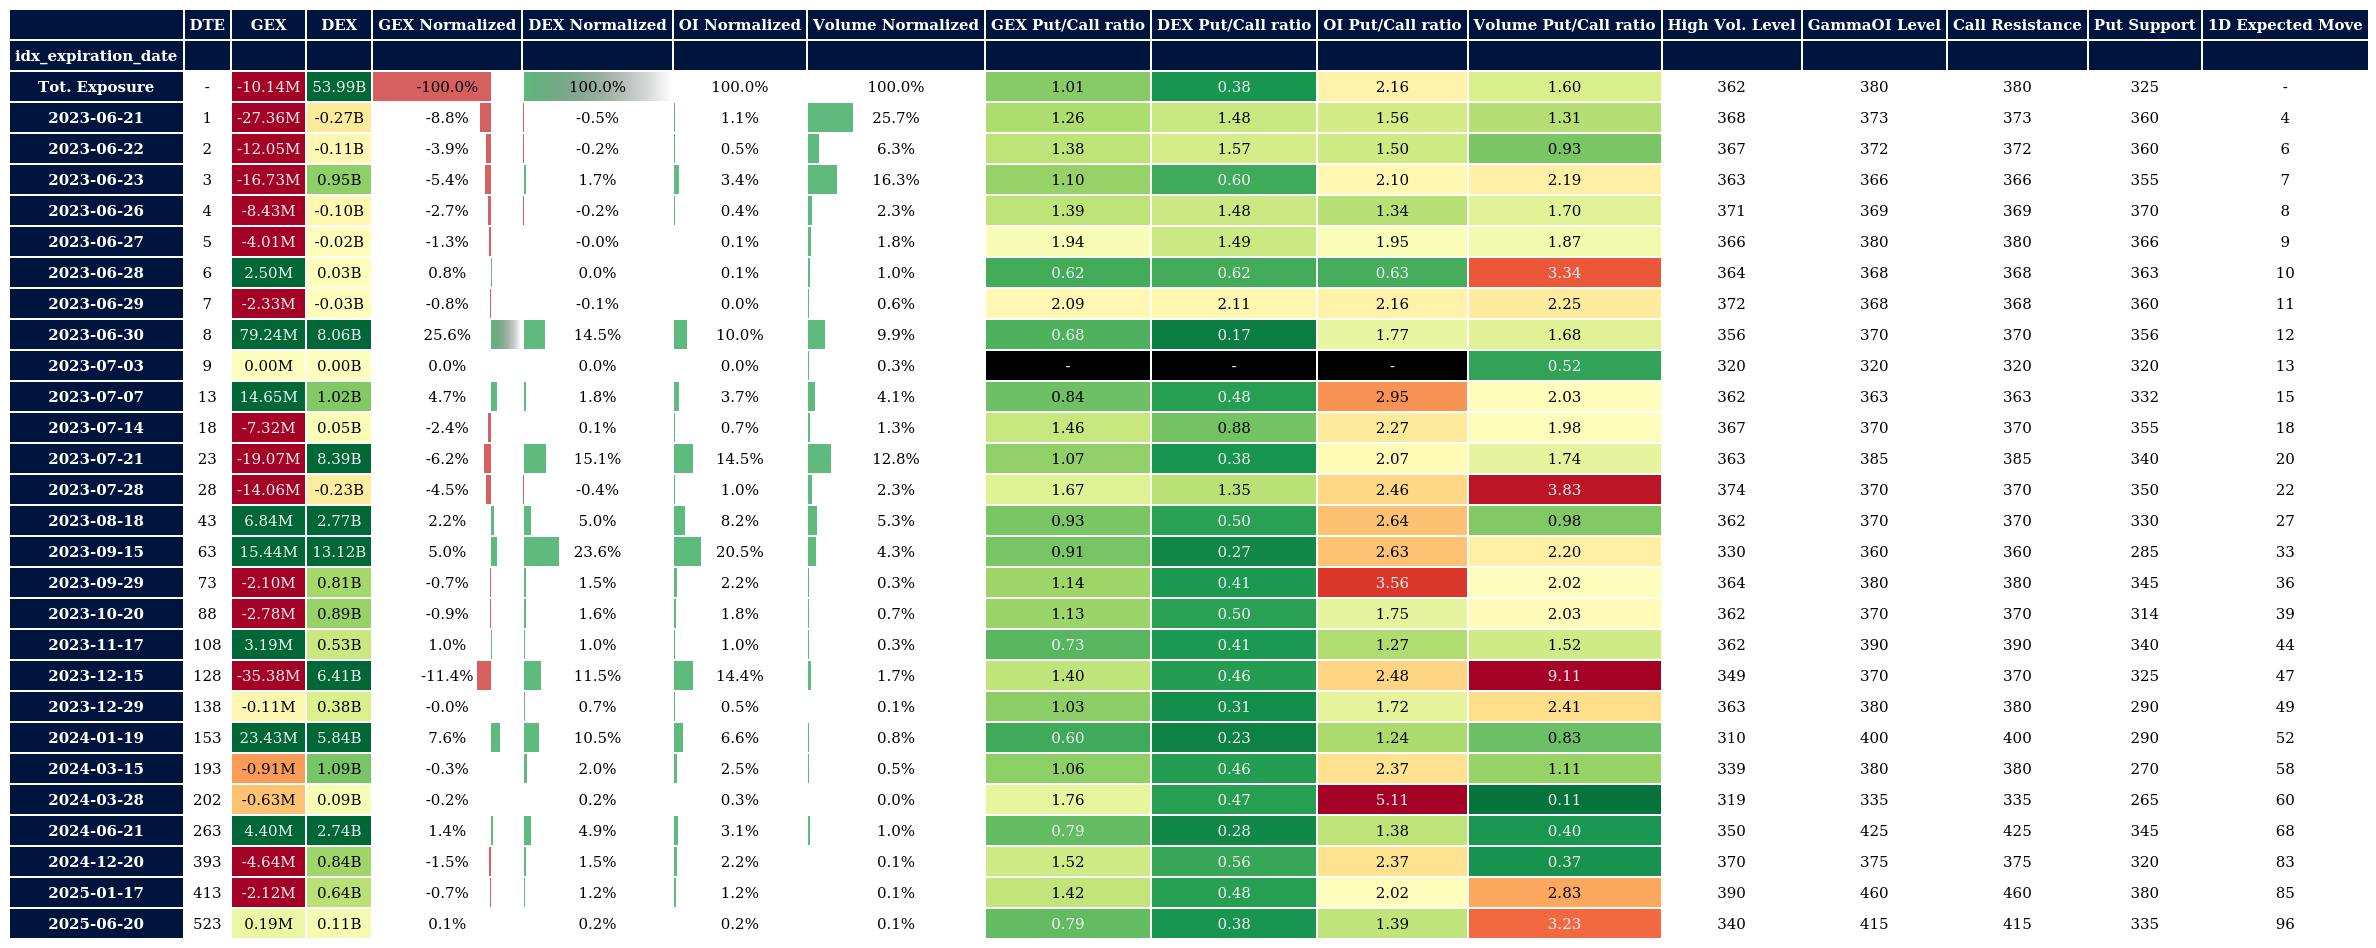 DTE GEX DEX GEX Normalized DEX Normalized OI Normalized Volume Normalized GEX Put/Call ratio DEX Put/Call ratio OI Put/Call ratio Volume Put/Call ratio High Vol. Level GammaOI Level Call Resistance Put Support 1D Expected Move
idx_expiration_date
Tot. Exposure - -10.14M 53.99B -100.0% 100.0% 100.0% 100.0% 1.01 0.38 2.16 1.60 362 380 380 325 -
2023-06-21 1 -27.36M -0.27B -8.8% -0.5% 1.1% 25.7% 1.26 1.48 1.56 1.31 368 373 373 360 4
2023-06-22 2 -12.05M -0.11B -3.9% -0.2% 0.5% 6.3% 1.38 1.57 1.50 0.93 367 372 372 360 6
2023-06-23 3 -16.73M 0.95B -5.4% 1.7% 3.4% 16.3% 1.10 0.60 2.10 2.19 363 366 366 355 7
2023-06-26 4 -8.43M -0.10B -2.7% -0.2% 0.4% 2.3% 1.39 1.48 1.34 1.70 371 369 369 370 8
2023-06-27 5 -4.01M -0.02B -1.3% -0.0% 0.1% 1.8% 1.94 1.49 1.95 1.87 366 380 380 366 9
2023-06-28 6 2.50M 0.03B 0.8% 0.0% 0.1% 1.0% 0.62 0.62 0.63 3.34 364 368 368 363 10
2023-06-29 7 -2.33M -0.03B -0.8% -0.1% 0.0% 0.6% 2.09 2.11 2.16 2.25 372 368 368 360 11
2023-06-30 8 79.24M 8.06B 25.6% 14.5% 10.0% 9.9% 0.68 0.17 1.77 1.68 356 370 370 356 12
2023-07-03 9 0.00M 0.00B 0.0% 0.0% 0.0% 0.3% - - - 0.52 320 320 320 320 13
2023-07-07 13 14.65M 1.02B 4.7% 1.8% 3.7% 4.1% 0.84 0.48 2.95 2.03 362 363 363 332 15
2023-07-14 18 -7.32M 0.05B -2.4% 0.1% 0.7% 1.3% 1.46 0.88 2.27 1.98 367 370 370 355 18
2023-07-21 23 -19.07M 8.39B -6.2% 15.1% 14.5% 12.8% 1.07 0.38 2.07 1.74 363 385 385 340 20
2023-07-28 28 -14.06M -0.23B -4.5% -0.4% 1.0% 2.3% 1.67 1.35 2.46 3.83 374 370 370 350 22
2023-08-18 43 6.84M 2.77B 2.2% 5.0% 8.2% 5.3% 0.93 0.50 2.64 0.98 362 370 370 330 27
2023-09-15 63 15.44M 13.12B 5.0% 23.6% 20.5% 4.3% 0.91 0.27 2.63 2.20 330 360 360 285 33
2023-09-29 73 -2.10M 0.81B -0.7% 1.5% 2.2% 0.3% 1.14 0.41 3.56 2.02 364 380 380 345 36
2023-10-20 88 -2.78M 0.89B -0.9% 1.6% 1.8% 0.7% 1.13 0.50 1.75 2.03 362 370 370 314 39
2023-11-17 108 3.19M 0.53B 1.0% 1.0% 1.0% 0.3% 0.73 0.41 1.27 1.52 362 390 390 340 44
2023-12-15 128 -35.38M 6.41B -11.4% 11.5% 14.4% 1.7% 1.40 0.46 2.48 9.11 349 370 370 325 47
2023-12-29 138 -0.11M 0.38B -0.0% 0.7% 0.5% 0.1% 1.03 0.31 1.72 2.41 363 380 380 290 49
2024-01-19 153 23.43M 5.84B 7.6% 10.5% 6.6% 0.8% 0.60 0.23 1.24 0.83 310 400 400 290 52
2024-03-15 193 -0.91M 1.09B -0.3% 2.0% 2.5% 0.5% 1.06 0.46 2.37 1.11 339 380 380 270 58
2024-03-28 202 -0.63M 0.09B -0.2% 0.2% 0.3% 0.0% 1.76 0.47 5.11 0.11 319 335 335 265 60
2024-06-21 263 4.40M 2.74B 1.4% 4.9% 3.1% 1.0% 0.79 0.28 1.38 0.40 350 425 425 345 68
2024-12-20 393 -4.64M 0.84B -1.5% 1.5% 2.2% 0.1% 1.52 0.56 2.37 0.37 370 375 375 320 83
2025-01-17 413 -2.12M 0.64B -0.7% 1.2% 1.2% 0.1% 1.42 0.48 2.02 2.83 390 460 460 380 85
2025-06-20 523 0.19M 0.11B 0.1% 0.2% 0.2% 0.1% 0.79 0.38 1.39 3.23 340 415 415 335 96